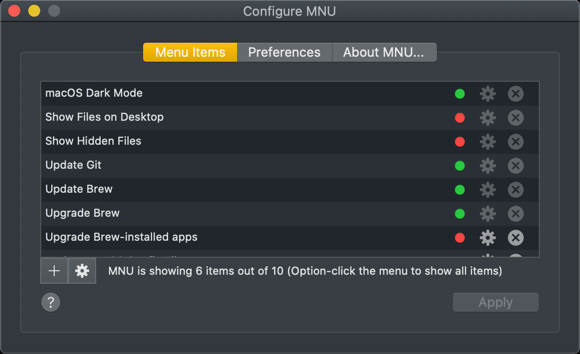 Configure MNU
Menu Items Preferences About MNU...
macOS Dark Mode
Show Files on Desktop
Show Hidden Files
Update Git
Update Brew
Upgrade Brew
Upgrade Brew-installed apps
MNU is showing 6 items out of 10 (Option-click the menu to show all items)
?
Apply